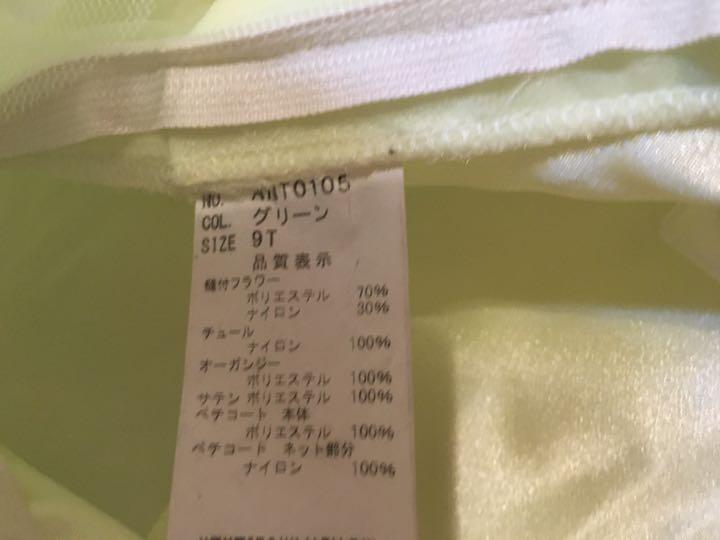 NO.
COL. グリーン
SIZE 9T
品質表示
縫付フラワー
ポリエステル 70%
ナイロン 30%
チュール
ナイロン 100%
オーガンジー
ポリエステル 100%
サテン ポリエステル 100%
ペチコート 本体
ポリエステル 100%
ペチコート ネット部分
ナイロン 100%